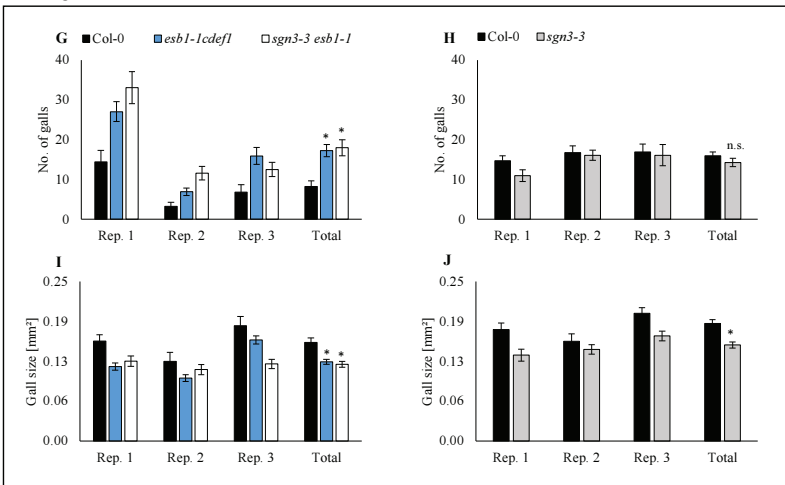 G Col-0 esb1-1cdef1 sgn3-3 esb1-1
40
30
20
10
0
No. of galls
* *
Rep. 1 Rep. 2 Rep. 3 Total
H Col-0 sgn3-3
40
30
20
10
0
No. of galls
n.s.
Rep. 1 Rep. 2 Rep. 3 Total
I
0.25
0.19
0.13
0.06
0.00
Gall size [mm²]
* *
Rep. 1 Rep. 2 Rep. 3 Total
J
0.25
0.19
0.13
0.06
0.00
Gall size [mm²]
*
Rep. 1 Rep. 2 Rep. 3 Total